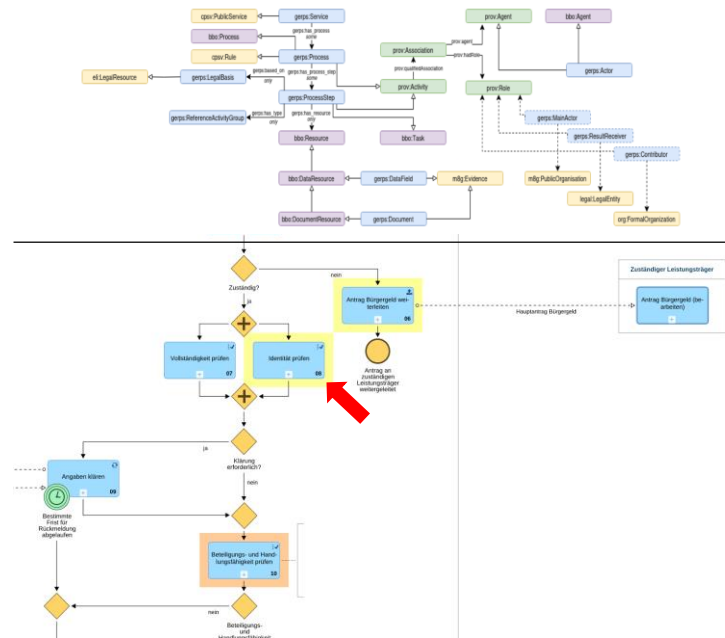 cpsv:PublicService
gerps:Service
prov:Agent
bbo:Agent
gerps:has_process
some
bbo:Process
prov:Association
prov:agent
cpsv:Rule
gerps:Process
prov:hadRole
gerps:has_process_step
some
prov:qualifiedAssociation
gerps:Actor
eli:LegalResource
gerps:LegalBasis
gerps:based_on
only
prov:Activity
prov:Role
gerps:ProcessStep
gerps:has_type
only
gerps:has_resource
only
gerps:ReferenceActivityGroup
gerps:MainActor
bbo:Resource
bbo:Task
gerps:ResultReceiver
gerps:Contributor
bbo:DataResource
gerps:DataField
m8g:Evidence
m8g:PublicOrganisation
legal:LegalEntity
bbo:DocumentResource
gerps:Document
org:FormalOrganization
Zuständig?
nein
ja
Antrag Bürgergeld wei-
terleiten
06
Hauptantrag Bürgergeld
Zuständiger Leistungsträger
Antrag Bürgergeld (be-
arbeiten)
Vollständigkeit prüfen
07
Identität prüfen
08
Antrag an
zuständigen
Leistungsträger
weitergeleitet
Klärung
erforderlich?
ja
nein
Angaben klären
09
Bestimmte
Frist für
Rückmeldung
abgelaufen
Beteiligungs- und Hand-
lungsfähigkeit prüfen
10
nein
Beteiligungs-
und
Handlungsfähigkeit